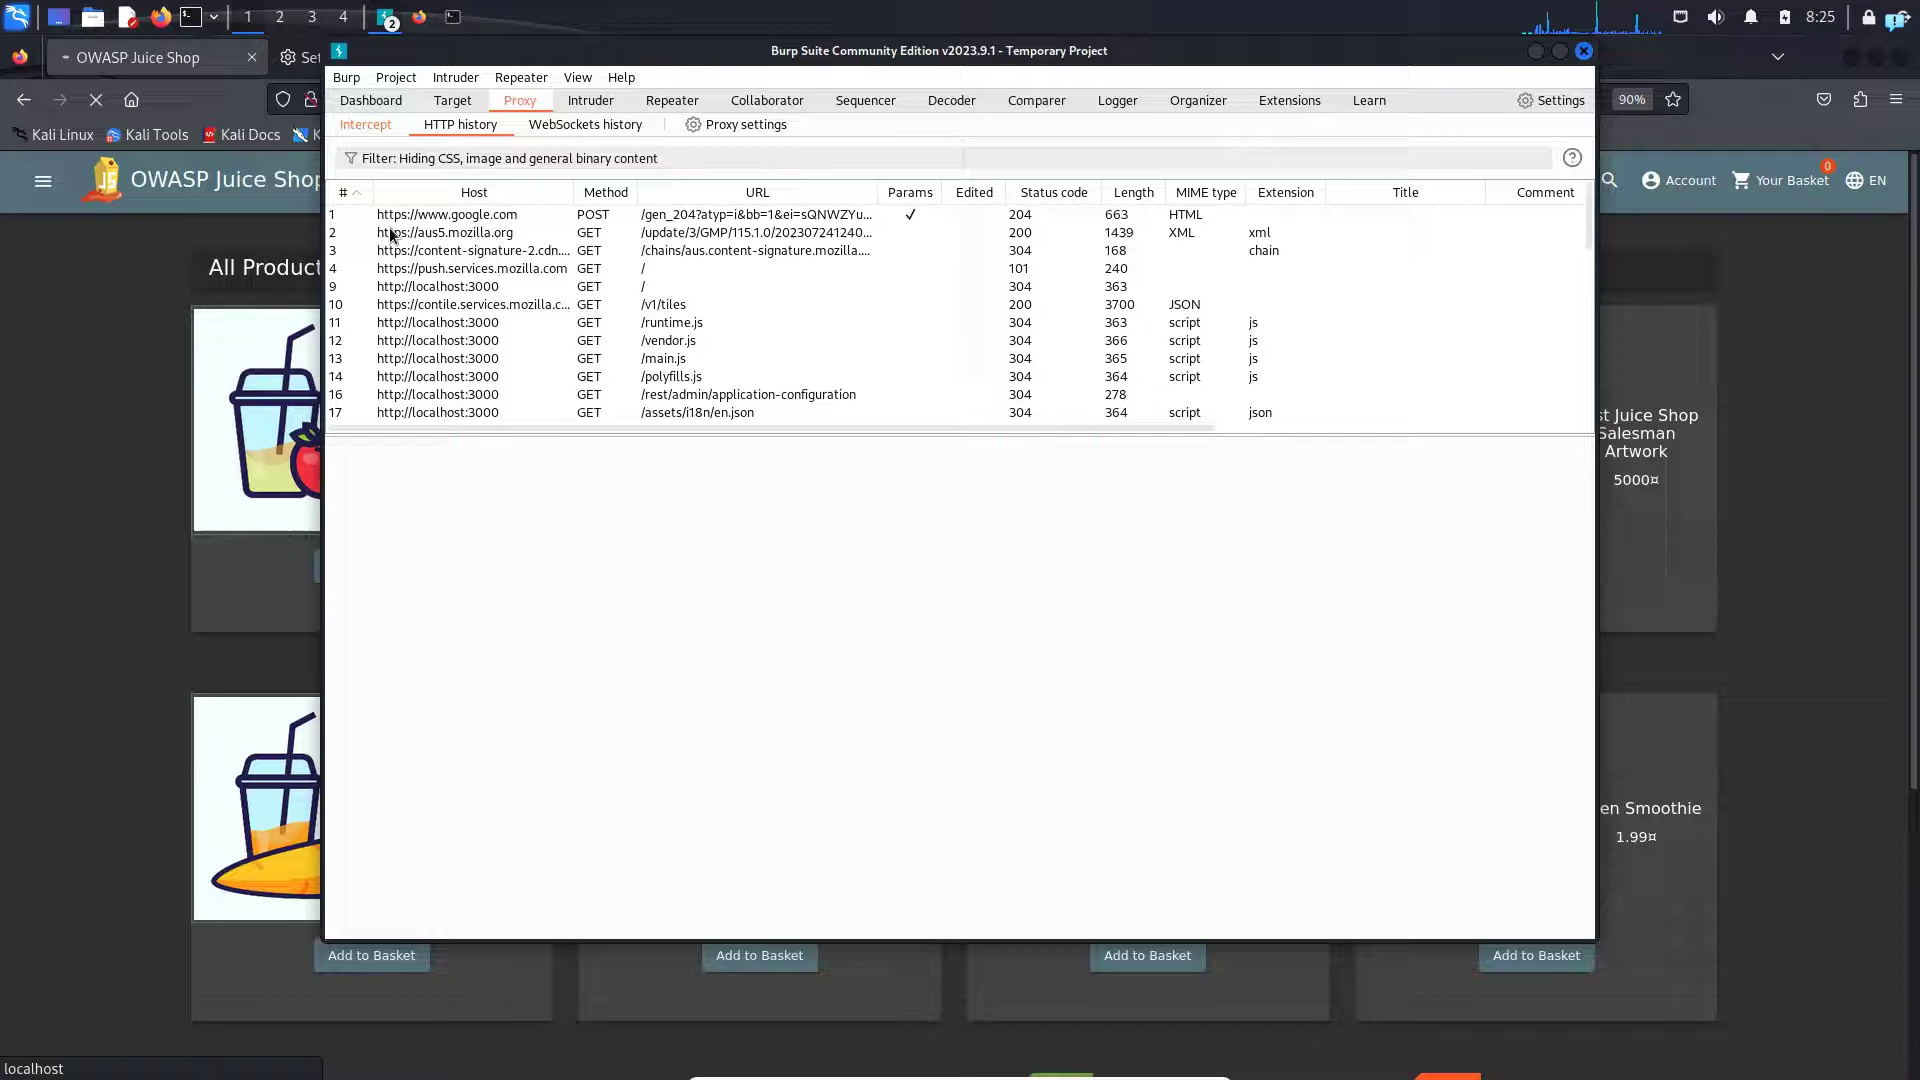 1 2 3 4 2 8:25
OWASP Juice Shop Set
Burp Suite Community Edition v2023.9.1 - Temporary Project
Burp Project Intruder Repeater View Help
Dashboard Target Proxy Intruder Repeater Collaborator Sequencer Decoder Comparer Logger Organizer Extensions Learn Settings
90%
Intercept HTTP history WebSockets history Proxy settings
Kali Linux Kali Tools Kali Docs K
Filter: Hiding CSS, image and general binary content ?
OWASP Juice Shop 0 Account Your Basket EN
# Host Method URL Params Edited Status code Length MIME type Extension Title Comment
1 https://www.google.com POST /gen_204?atyp=i&bb=1&ei=sQNWZYu... ✓ 204 663 HTML
2 https://aus5.mozilla.org GET /update/3/GMP/115.1.0/202307241240... 200 1439 XML xml
3 https://content-signature-2.cdn.... GET /chains/aus.content-signature.mozilla.... 304 168 chain
4 https://push.services.mozilla.com GET / 101 240
9 http://localhost:3000 GET / 304 363
10 https://contile.services.mozilla.c... GET /v1/tiles 200 3700 JSON
11 http://localhost:3000 GET /runtime.js 304 363 script js
12 http://localhost:3000 GET /vendor.js 304 366 script js
13 http://localhost:3000 GET /main.js 304 365 script js
14 http://localhost:3000 GET /polyfills.js 304 364 script js
16 http://localhost:3000 GET /rest/admin/application-configuration 304 278
17 http://localhost:3000 GET /assets/i18n/en.json 304 364 script json
All Product
st Juice Shop
Salesman
Artwork
5000¤
en Smoothie
1.99¤
Add to Basket Add to Basket Add to Basket Add to Basket
localhost